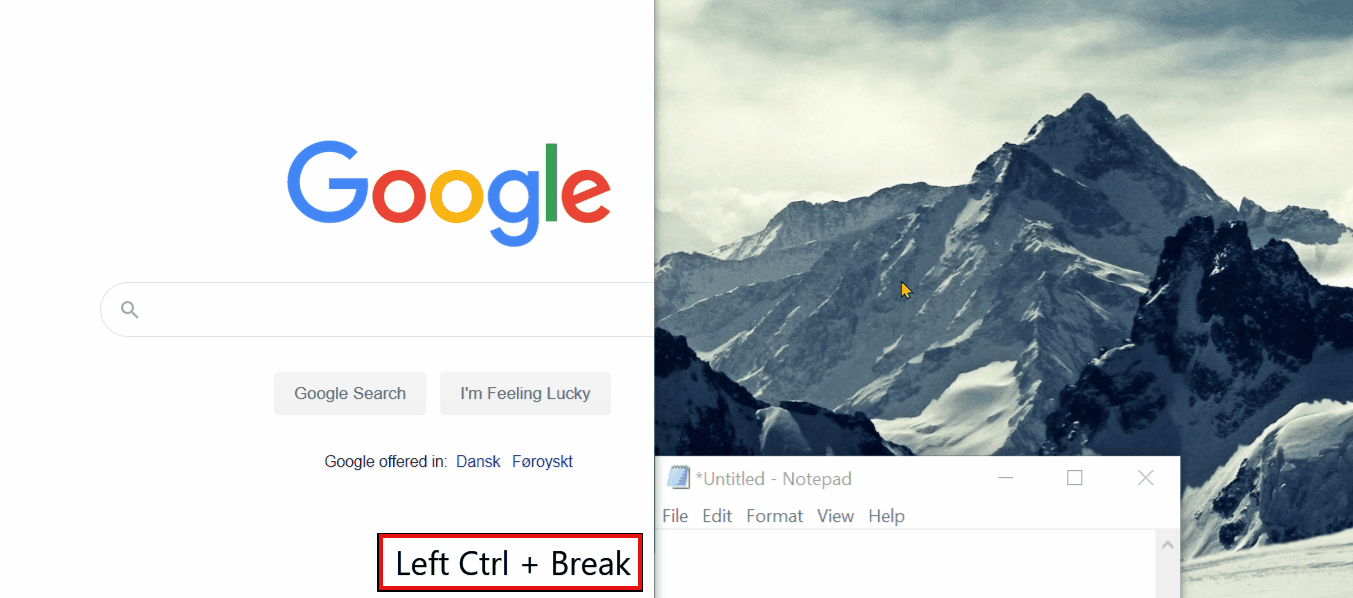 Google
Google Search
I'm Feeling Lucky
Google offered in: Dansk Føroyskt
Left Ctrl + Break
*Untitled - Notepad
File Edit Format View Help